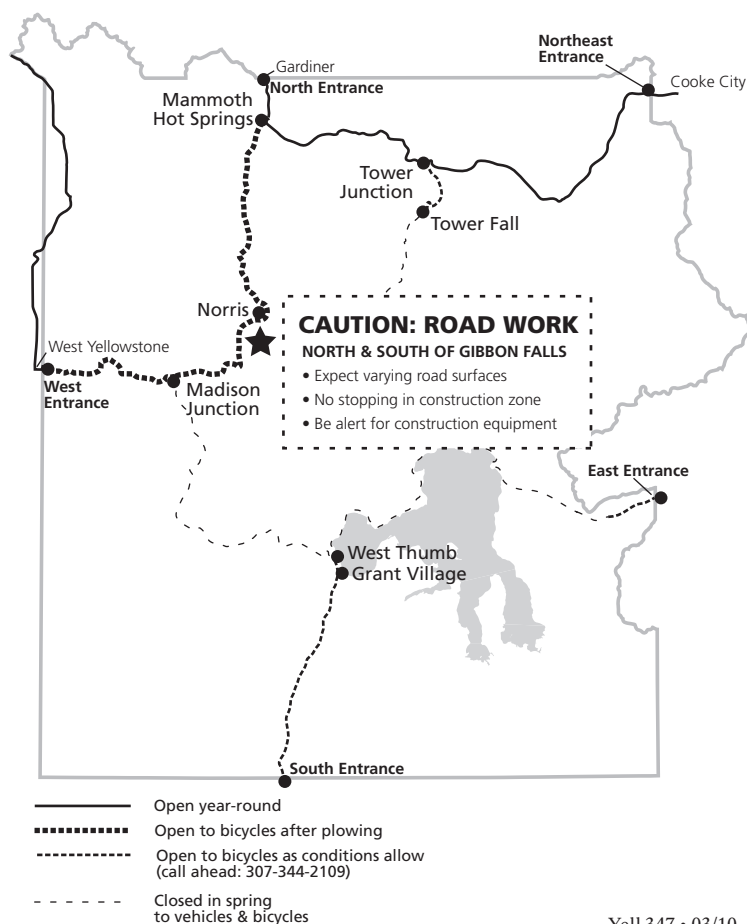 Gardiner
North Entrance
Northeast
Entrance
Cooke City
Mammoth
Hot Springs
Tower
Junction
Tower Fall
Norris
CAUTION: ROAD WORK
NORTH & SOUTH OF GIBBON FALLS
• Expect varying road surfaces
• No stopping in construction zone
• Be alert for construction equipment
West Yellowstone
West
Entrance
Madison
Junction
East Entrance
West Thumb
Grant Village
South Entrance
Open year-round
Open to bicycles after plowing
Open to bicycles as conditions allow
(call ahead: 307-344-2109)
Closed in spring
to vehicles & bicycles
Yell 347 • 03/10